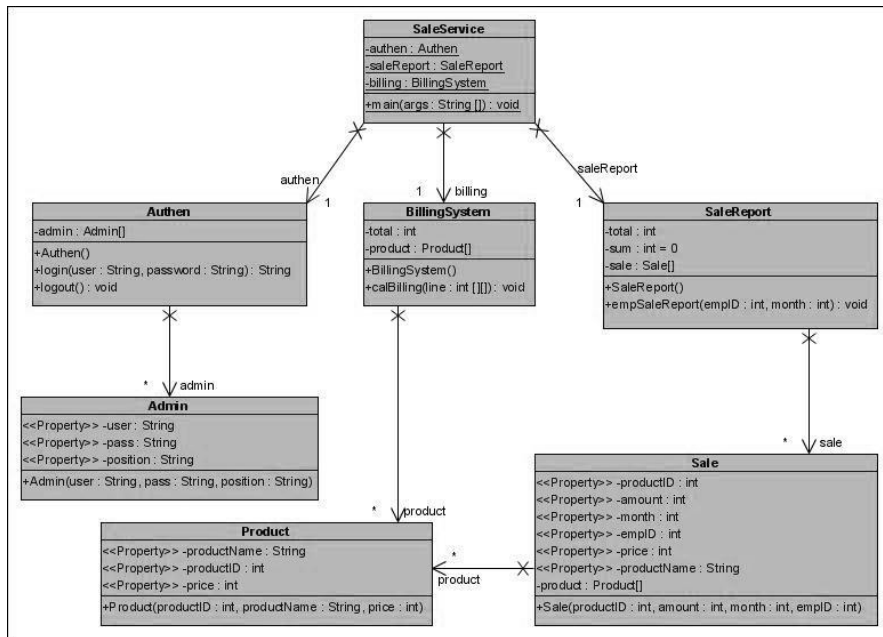 SaleService
-authen : Authen
-saleReport : SaleReport
-billing : BillingSystem
+main(args : String []) : void
authen
1
1
billing
saleReport
1
Authen
-admin : Admin[]
+Authen()
+login(user : String, password : String) : String
+logout() : void
BillingSystem
-total : int
-product : Product[]
+BillingSystem()
+calBilling(line : int [][]) : void
SaleReport
-total : int
-sum : int = 0
-sale : Sale[]
+SaleReport()
+empSaleReport(empID : int, month : int) : void
*
admin
Admin
<<Property>> -user : String
<<Property>> -pass : String
<<Property>> -position : String
+Admin(user : String, pass : String, position : String)
*
sale
Sale
<<Property>> -productID : int
<<Property>> -amount : int
<<Property>> -month : int
<<Property>> -empID : int
<<Property>> -price : int
<<Property>> -productName : String
-product : Product[]
+Sale(productID : int, amount : int, month : int, empID : int)
*
product
Product
<<Property>> -productName : String
<<Property>> -productID : int
<<Property>> -price : int
+Product(productID : int, productName : String, price : int)
*
product